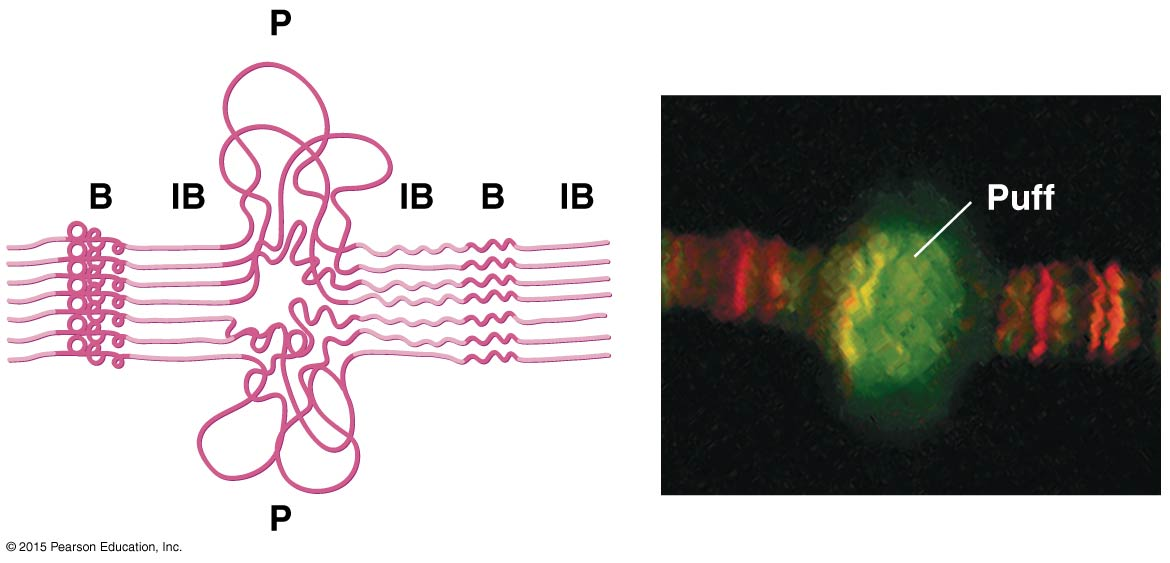 P
B IB IB B IB
Puff
P
© 2015 Pearson Education, Inc.